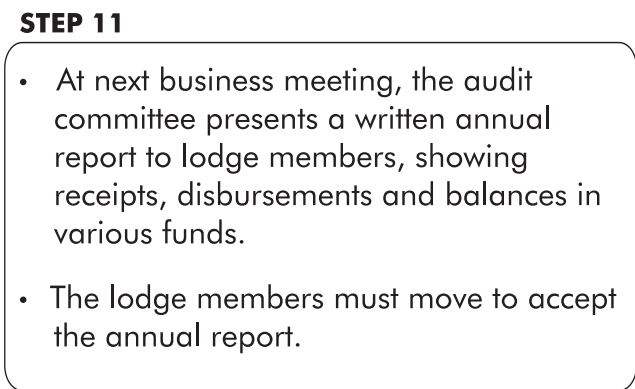 STEP 11
• At next business meeting, the audit
committee presents a written annual
report to lodge members, showing
receipts, disbursements and balances in
various funds.
• The lodge members must move to accept
the annual report.